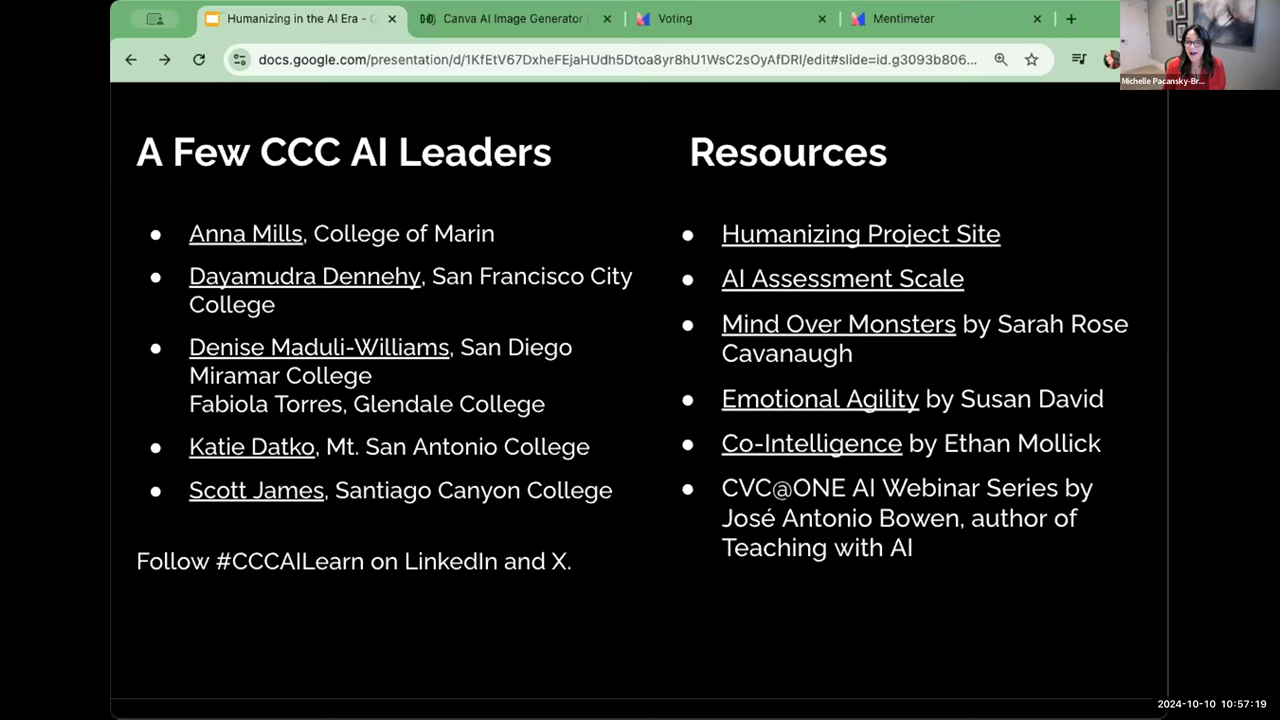 Humanizing in the AI Era - C
Canva AI Image Generator
Voting
Mentimeter
docs.google.com/presentation/d/1KfEtV67DxheFEjaHUdh5Dtoa8yr8hU1WsC2sOyAfDRI/edit#slide=id.g3093b806...
Michelle Pacansky-Br...
A Few CCC AI Leaders
Anna Mills, College of Marin
Dayamudra Dennehy, San Francisco City
College
Denise Maduli-Williams, San Diego
Miramar College
Fabiola Torres, Glendale College
Katie Datko, Mt. San Antonio College
Scott James, Santiago Canyon College
Follow #CCCAILearn on LinkedIn and X.
Resources
Humanizing Project Site
AI Assessment Scale
Mind Over Monsters by Sarah Rose
Cavanaugh
Emotional Agility by Susan David
Co-Intelligence by Ethan Mollick
CVC@ONE AI Webinar Series by
José Antonio Bowen, author of
Teaching with AI
2024-10-10 10:57:19